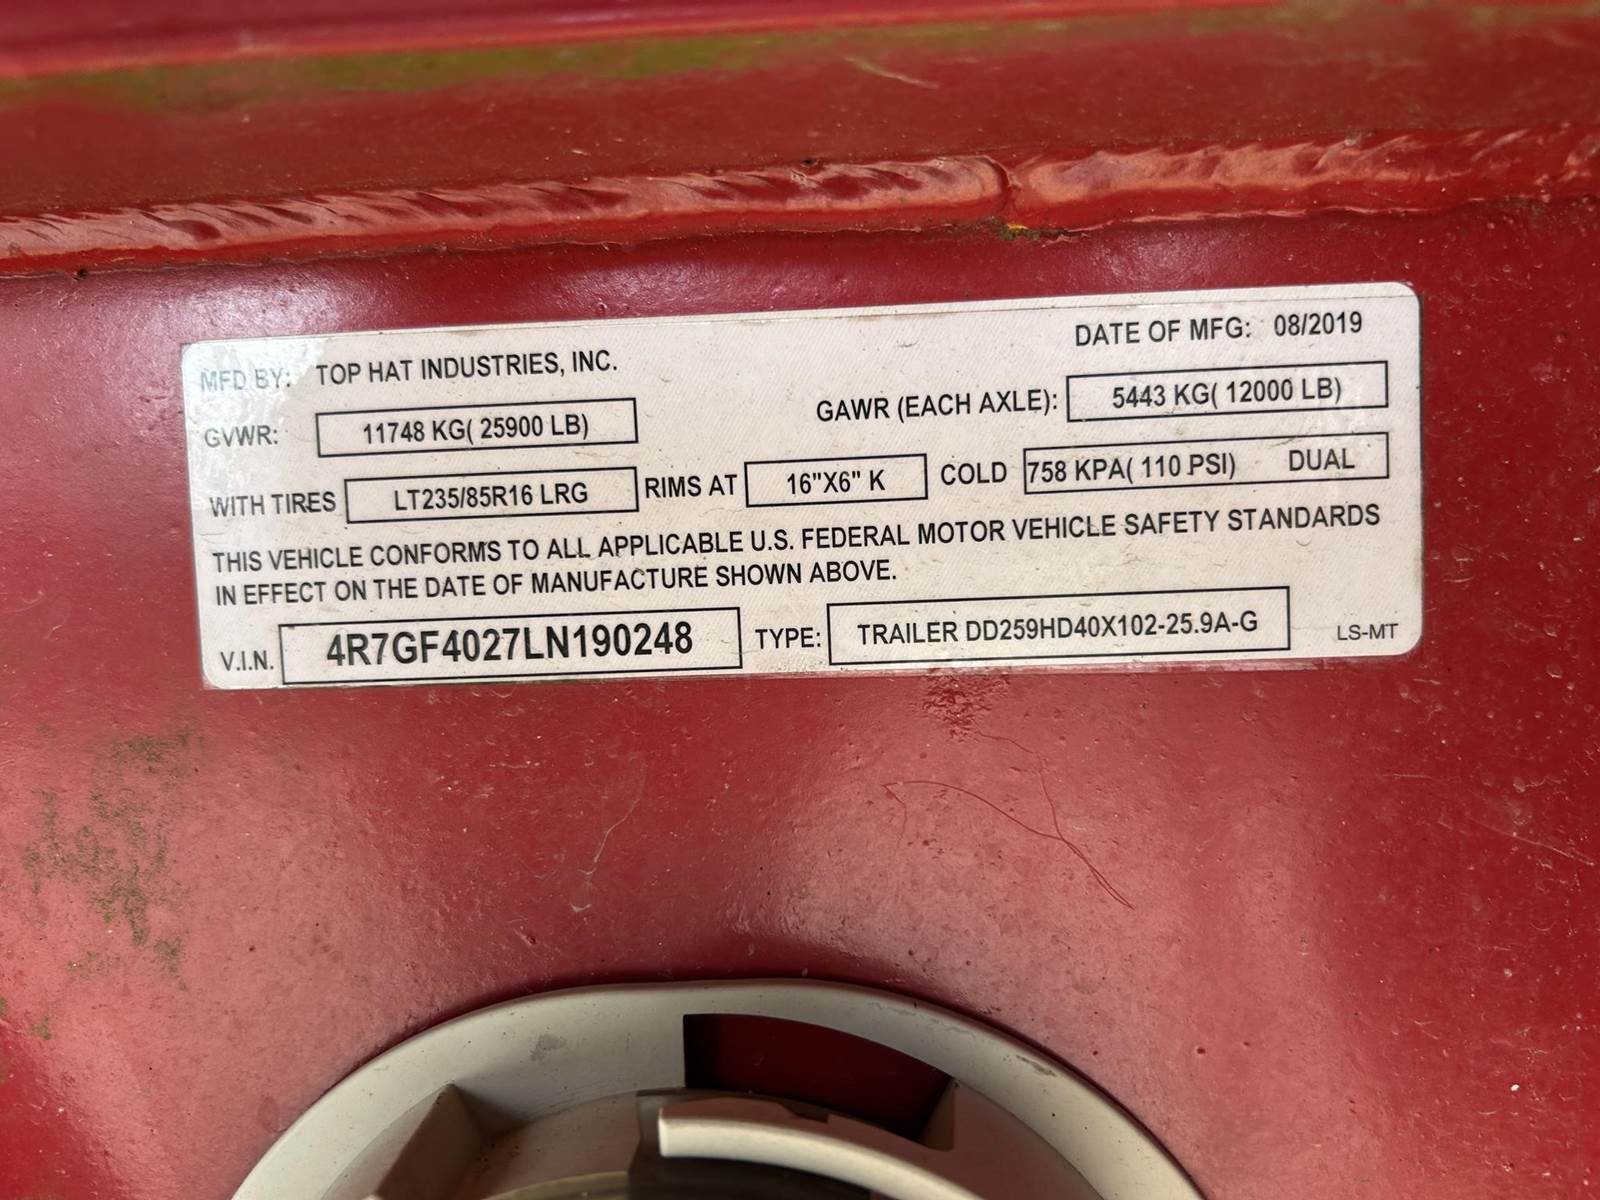 MFD BY: TOP HAT INDUSTRIES, INC. DATE OF MFG: 08/2019
GVWR: 11748 KG( 25900 LB) GAWR (EACH AXLE): 5443 KG( 12000 LB)
WITH TIRES LT235/85R16 LRG RIMS AT 16"X6" K COLD 758 KPA( 110 PSI) DUAL
THIS VEHICLE CONFORMS TO ALL APPLICABLE U.S. FEDERAL MOTOR VEHICLE SAFETY STANDARDS
IN EFFECT ON THE DATE OF MANUFACTURE SHOWN ABOVE.
V.I.N. 4R7GF4027LN190248 TYPE: TRAILER DD259HD40X102-25.9A-G LS-MT